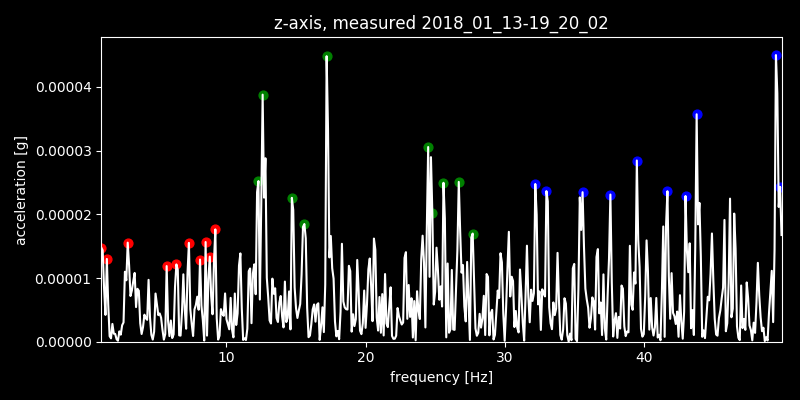 z-axis, measured 2018_01_13-19_20_02
acceleration [g]
0.00004
0.00003
0.00002
0.00001
0.00000
10 20 30 40
frequency [Hz]